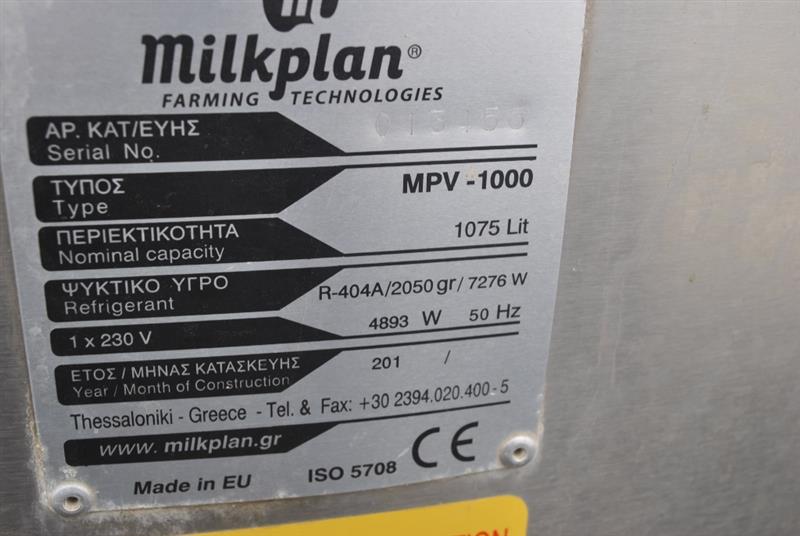 milkplan®
FARMING TECHNOLOGIES
ΑΡ. ΚΑΤ/ΕΥΗΣ
Serial No.
ΤΥΠΟΣ
Type
MPV -1000
ΠΕΡΙΕΚΤΙΚΟΤΗΤΑ
Nominal capacity
1075 Lit
ΨΥΚΤΙΚΟ ΥΓΡΟ
Refrigerant
R-404A/2050 gr/ 7276 W
1 x 230 V
4893 W 50 Hz
ΕΤΟΣ / ΜΗΝΑΣ ΚΑΤΑΣΚΕΥΗΣ
Year / Month of Construction
201 /
Thessaloniki - Greece - Tel. & Fax: +30 2394.020.400-5
www. milkplan.gr
Made in EU
ISO 5708
CE